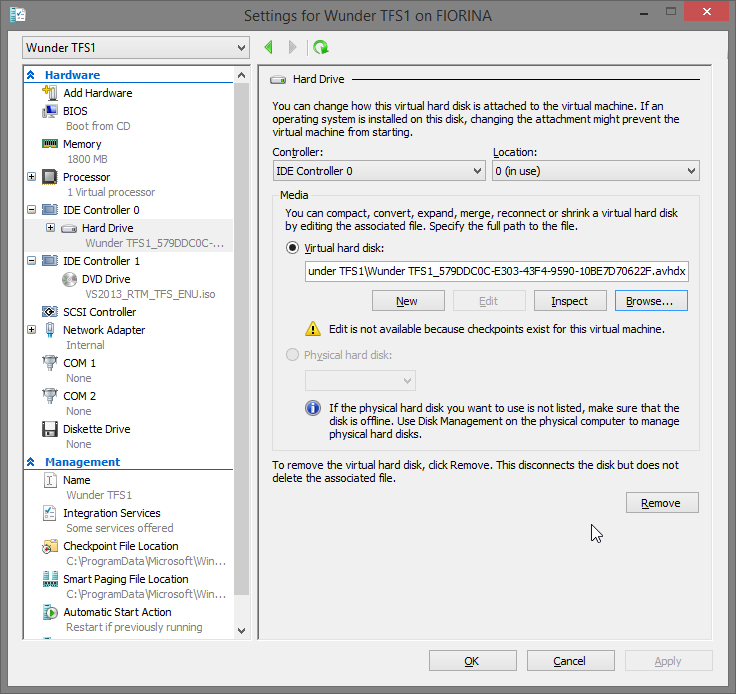 Settings for Wunder TFS1 on FIORINA
Wunder TFS1
Hardware
Add Hardware
BIOS
Boot from CD
Memory
1800 MB
Processor
1 Virtual processor
IDE Controller 0
Hard Drive
Wunder TFS1_579DDC0C-...
IDE Controller 1
DVD Drive
VS2013_RTM_TFS_ENU.iso
SCSI Controller
Network Adapter
Internal
COM 1
None
COM 2
None
Diskette Drive
None
Management
Name
Wunder TFS1
Integration Services
Some services offered
Checkpoint File Location
C:\ProgramData\Microsoft\Win...
Smart Paging File Location
C:\ProgramData\Microsoft\Win...
Automatic Start Action
Restart if previously running
Hard Drive
You can change how this virtual hard disk is attached to the virtual machine. If an
operating system is installed on this disk, changing the attachment might prevent the
virtual machine from starting.
Controller: Location:
IDE Controller 0 0 (in use)
Media
You can compact, convert, expand, merge, reconnect or shrink a virtual hard disk
by editing the associated file. Specify the full path to the file.
Virtual hard disk:
under TFS1\Wunder TFS1_579DDC0C-E303-43F4-9590-10BE7D70622F.avhdx
New Edit Inspect Browse...
Edit is not available because checkpoints exist for this virtual machine.
Physical hard disk:
If the physical hard disk you want to use is not listed, make sure that the
disk is offline. Use Disk Management on the physical computer to manage
physical hard disks.
To remove the virtual hard disk, click Remove. This disconnects the disk but does not
delete the associated file.
Remove
OK Cancel Apply